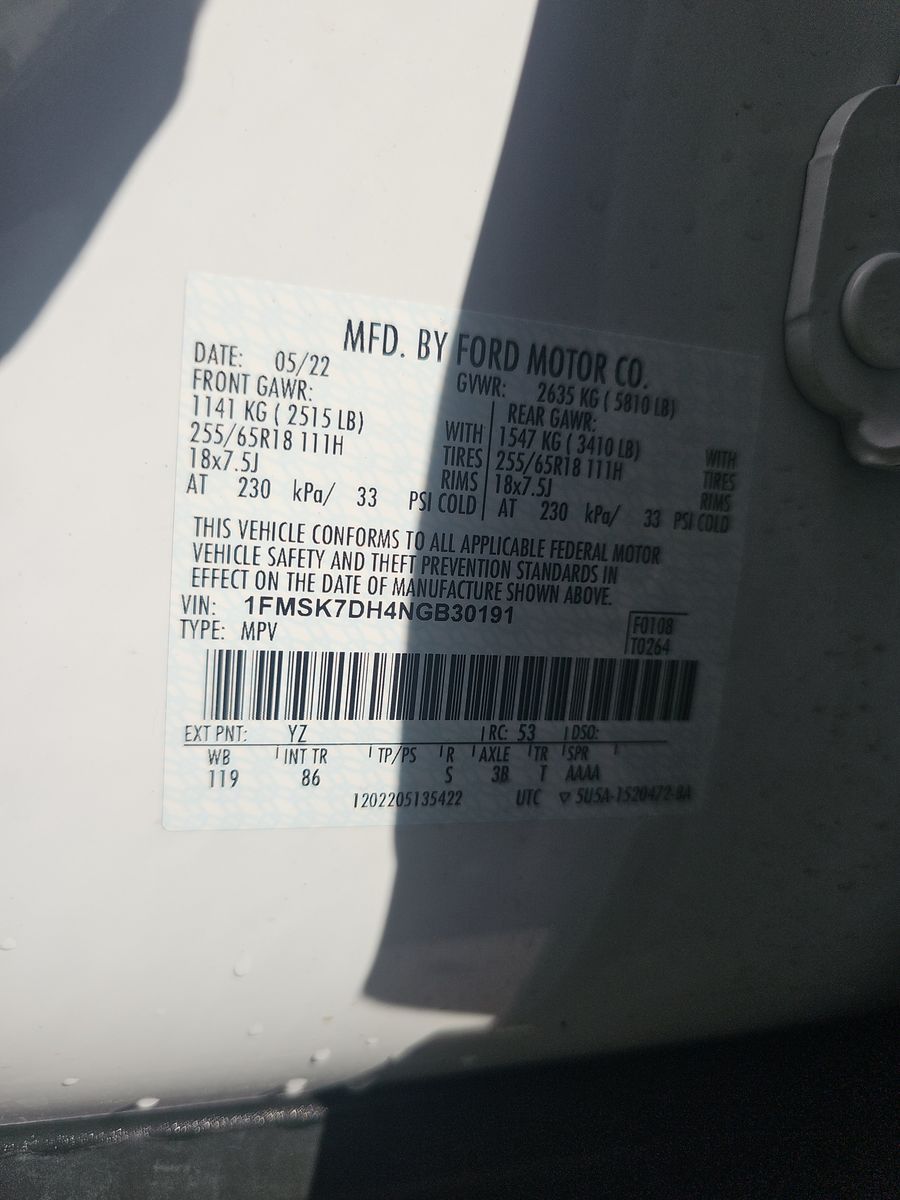 MFD. BY FORD MOTOR CO.
DATE: 05/22 GVWR: 2635 KG ( 5810 LB)
FRONT GAWR: REAR GAWR:
1141 KG ( 2515 LB) WITH 1547 KG ( 3410 LB) WITH
255/65R18 111H TIRES 255/65R18 111H TIRES
18x7.5J RIMS 18x7.5J RIMS
AT 230 kPa/ 33 PSI COLD AT 230 kPa/ 33 PSI COLD
THIS VEHICLE CONFORMS TO ALL APPLICABLE FEDERAL MOTOR
VEHICLE SAFETY AND THEFT PREVENTION STANDARDS IN
EFFECT ON THE DATE OF MANUFACTURE SHOWN ABOVE.
VIN: 1FMSK7DH4NGB30191
TYPE: MPV
F0108
T0264
EXT PNT: YZ RC: 53 DSO:
WB INT TR TP/PS R AXLE TR SPR
119 86 S 3B T AAAA
1202205135422 UTC ▽ 5U5A-1520472-BA